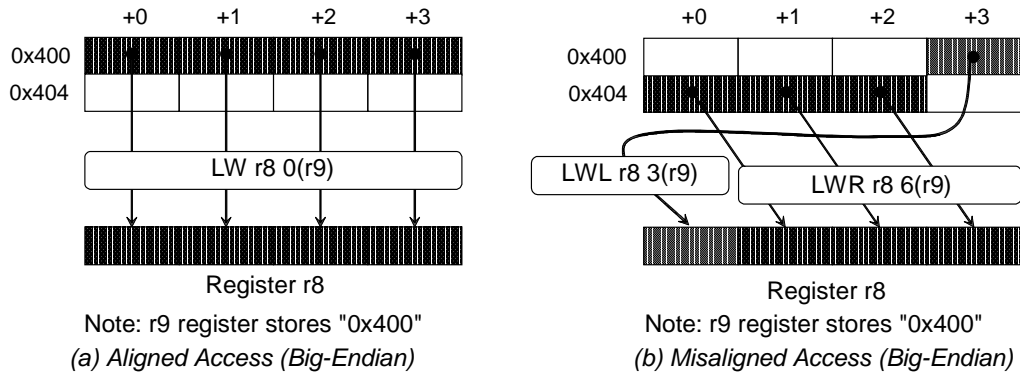 +0 +1 +2 +3
0x400
0x404
LW r8 0(r9)
Register r8
Note: r9 register stores "0x400"
(a) Aligned Access (Big-Endian)
+0 +1 +2 +3
0x400
0x404
LWL r8 3(r9)
LWR r8 6(r9)
Register r8
Note: r9 register stores "0x400"
(b) Misaligned Access (Big-Endian)